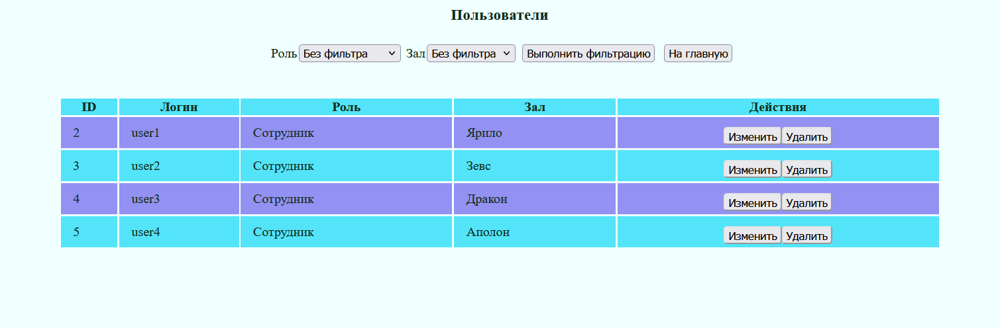 Пользователи
Роль Без фильтра Зал Без фильтра Выполнить фильтрацию На главную
ID Логин Роль Зал Действия
2 user1 Сотрудник Ярило Изменить Удалить
3 user2 Сотрудник Зевс Изменить Удалить
4 user3 Сотрудник Дракон Изменить Удалить
5 user4 Сотрудник Аполон Изменить Удалить